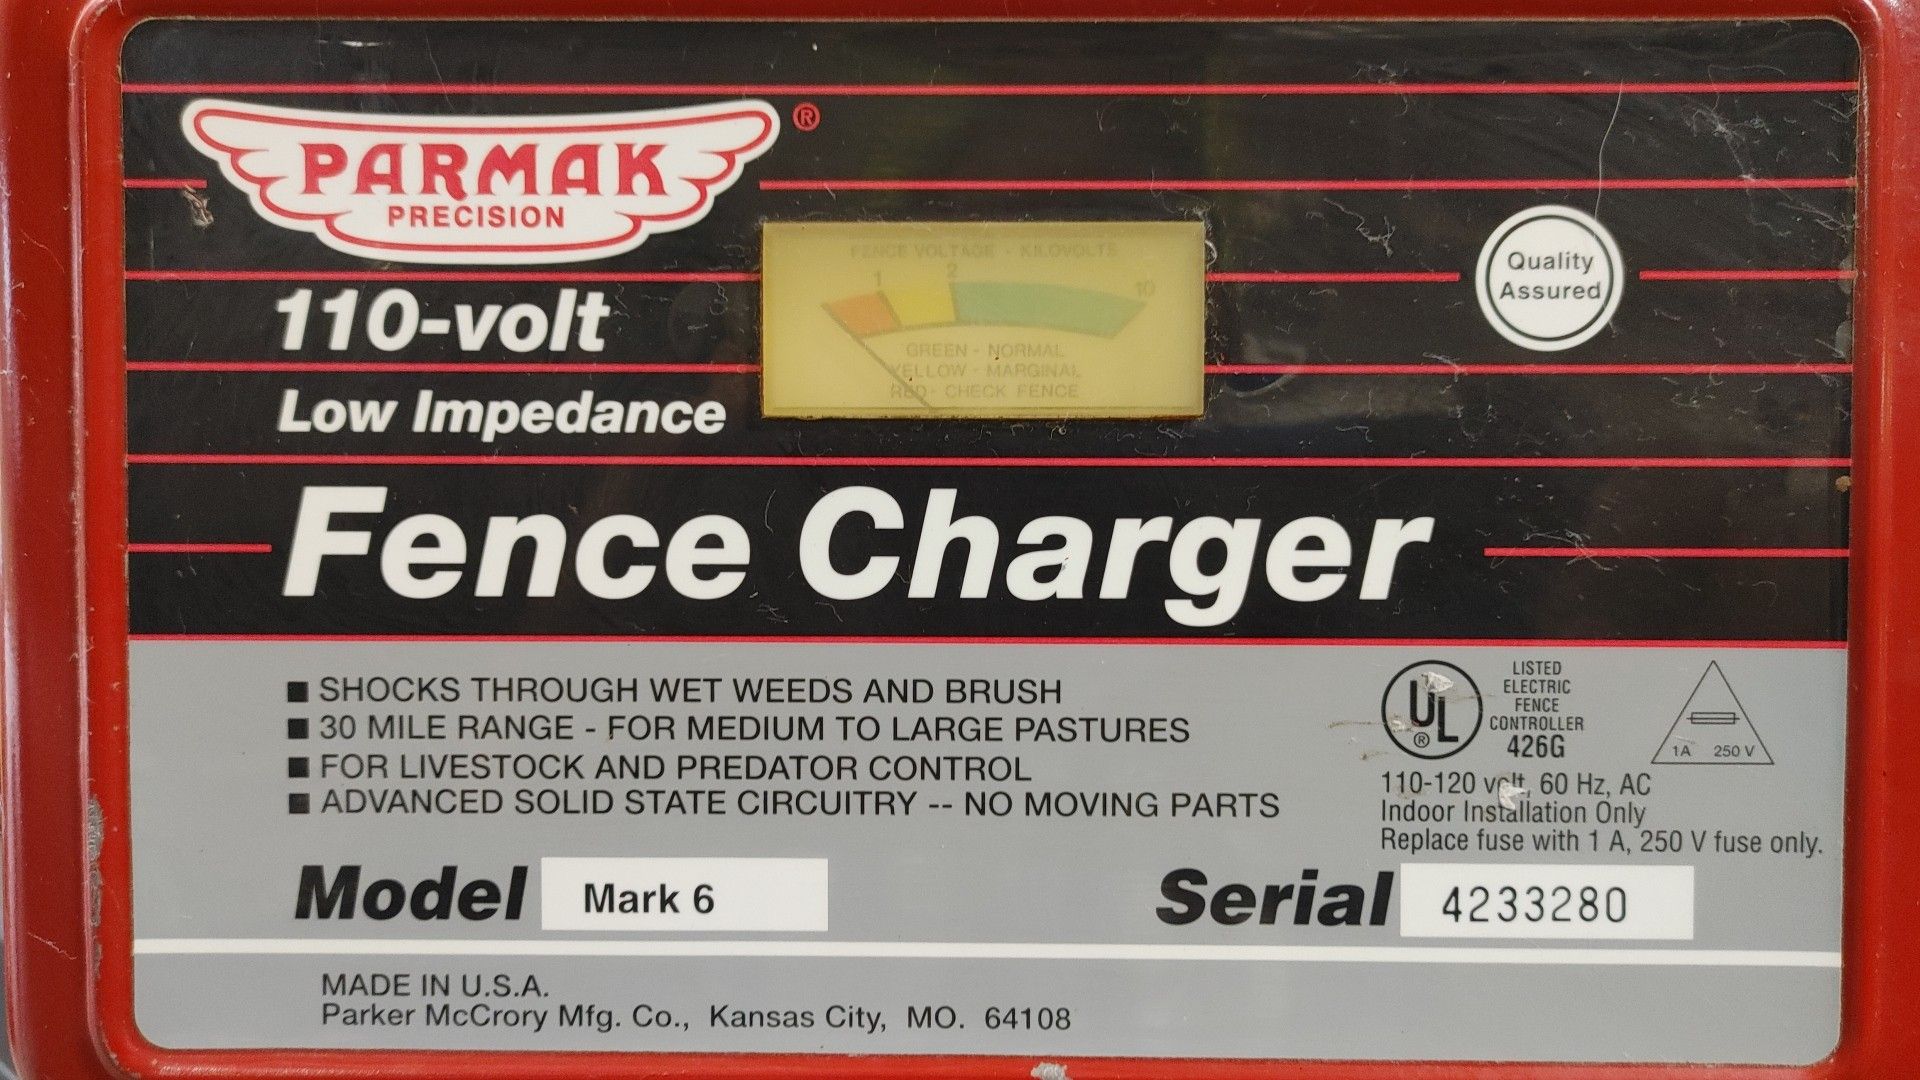 PARMAK ®
PRECISION
110-volt
Low Impedance
FENCE VOLTAGE - KILOVOLTS
1 2 10
GREEN - NORMAL
YELLOW - MARGINAL
RED - CHECK FENCE
Quality
Assured
Fence Charger
■ SHOCKS THROUGH WET WEEDS AND BRUSH
■ 30 MILE RANGE - FOR MEDIUM TO LARGE PASTURES
■ FOR LIVESTOCK AND PREDATOR CONTROL
■ ADVANCED SOLID STATE CIRCUITRY -- NO MOVING PARTS
UL ®
LISTED
ELECTRIC
FENCE
CONTROLLER
426G
1A 250 V
110-120 volt, 60 Hz, AC
Indoor Installation Only
Replace fuse with 1 A, 250 V fuse only.
Model Mark 6
Serial 4233280
MADE IN U.S.A.
Parker McCrory Mfg. Co., Kansas City, MO. 64108